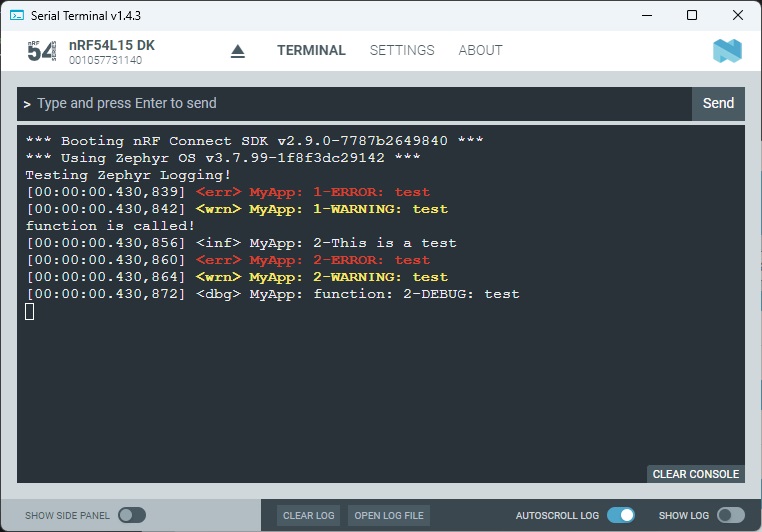 Serial Terminal v1.4.3
nRF
54
SERIES
nRF54L15 DK
001057731140
TERMINAL
SETTINGS
ABOUT
> Type and press Enter to send
Send
*** Booting nRF Connect SDK v2.9.0-7787b2649840 ***
*** Using Zephyr OS v3.7.99-1f8f3dc29142 ***
Testing Zephyr Logging!
[00:00:00.430,839] <err> MyApp: 1-ERROR: test
[00:00:00.430,842] <wrn> MyApp: 1-WARNING: test
function is called!
[00:00:00.430,856] <inf> MyApp: 2-This is a test
[00:00:00.430,860] <err> MyApp: 2-ERROR: test
[00:00:00.430,864] <wrn> MyApp: 2-WARNING: test
[00:00:00.430,872] <dbg> MyApp: function: 2-DEBUG: test
CLEAR CONSOLE
SHOW SIDE PANEL
CLEAR LOG
OPEN LOG FILE
AUTOSCROLL LOG
SHOW LOG